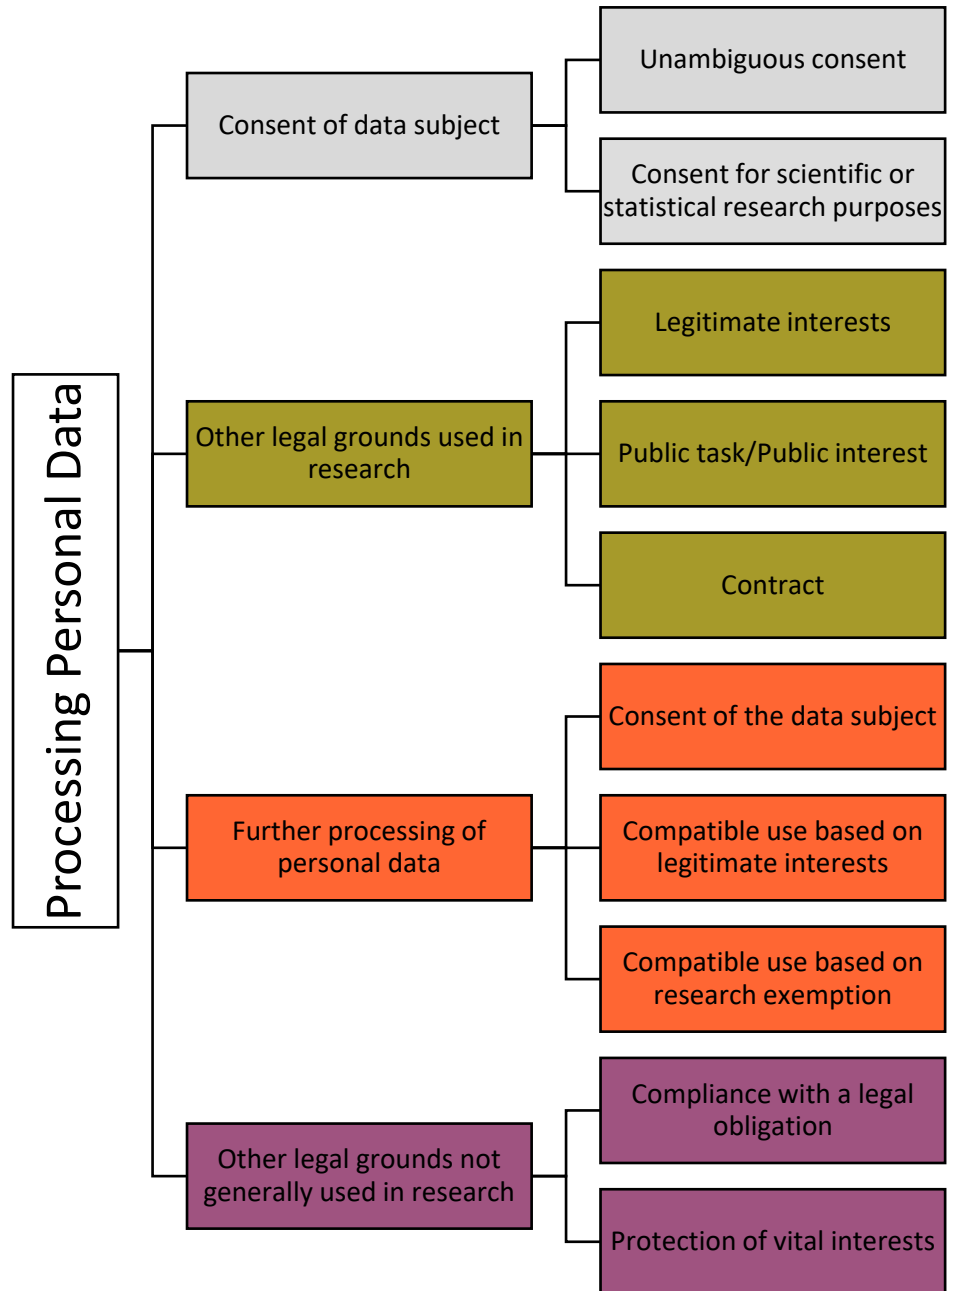 Processing Personal Data
Consent of data subject
Unambiguous consent
Consent for scientific or
statistical research purposes
Other legal grounds used in
research
Legitimate interests
Public task/Public interest
Contract
Further processing of
personal data
Consent of the data subject
Compatible use based on
legitimate interests
Compatible use based on
research exemption
Other legal grounds not
generally used in research
Compliance with a legal
obligation
Protection of vital interests